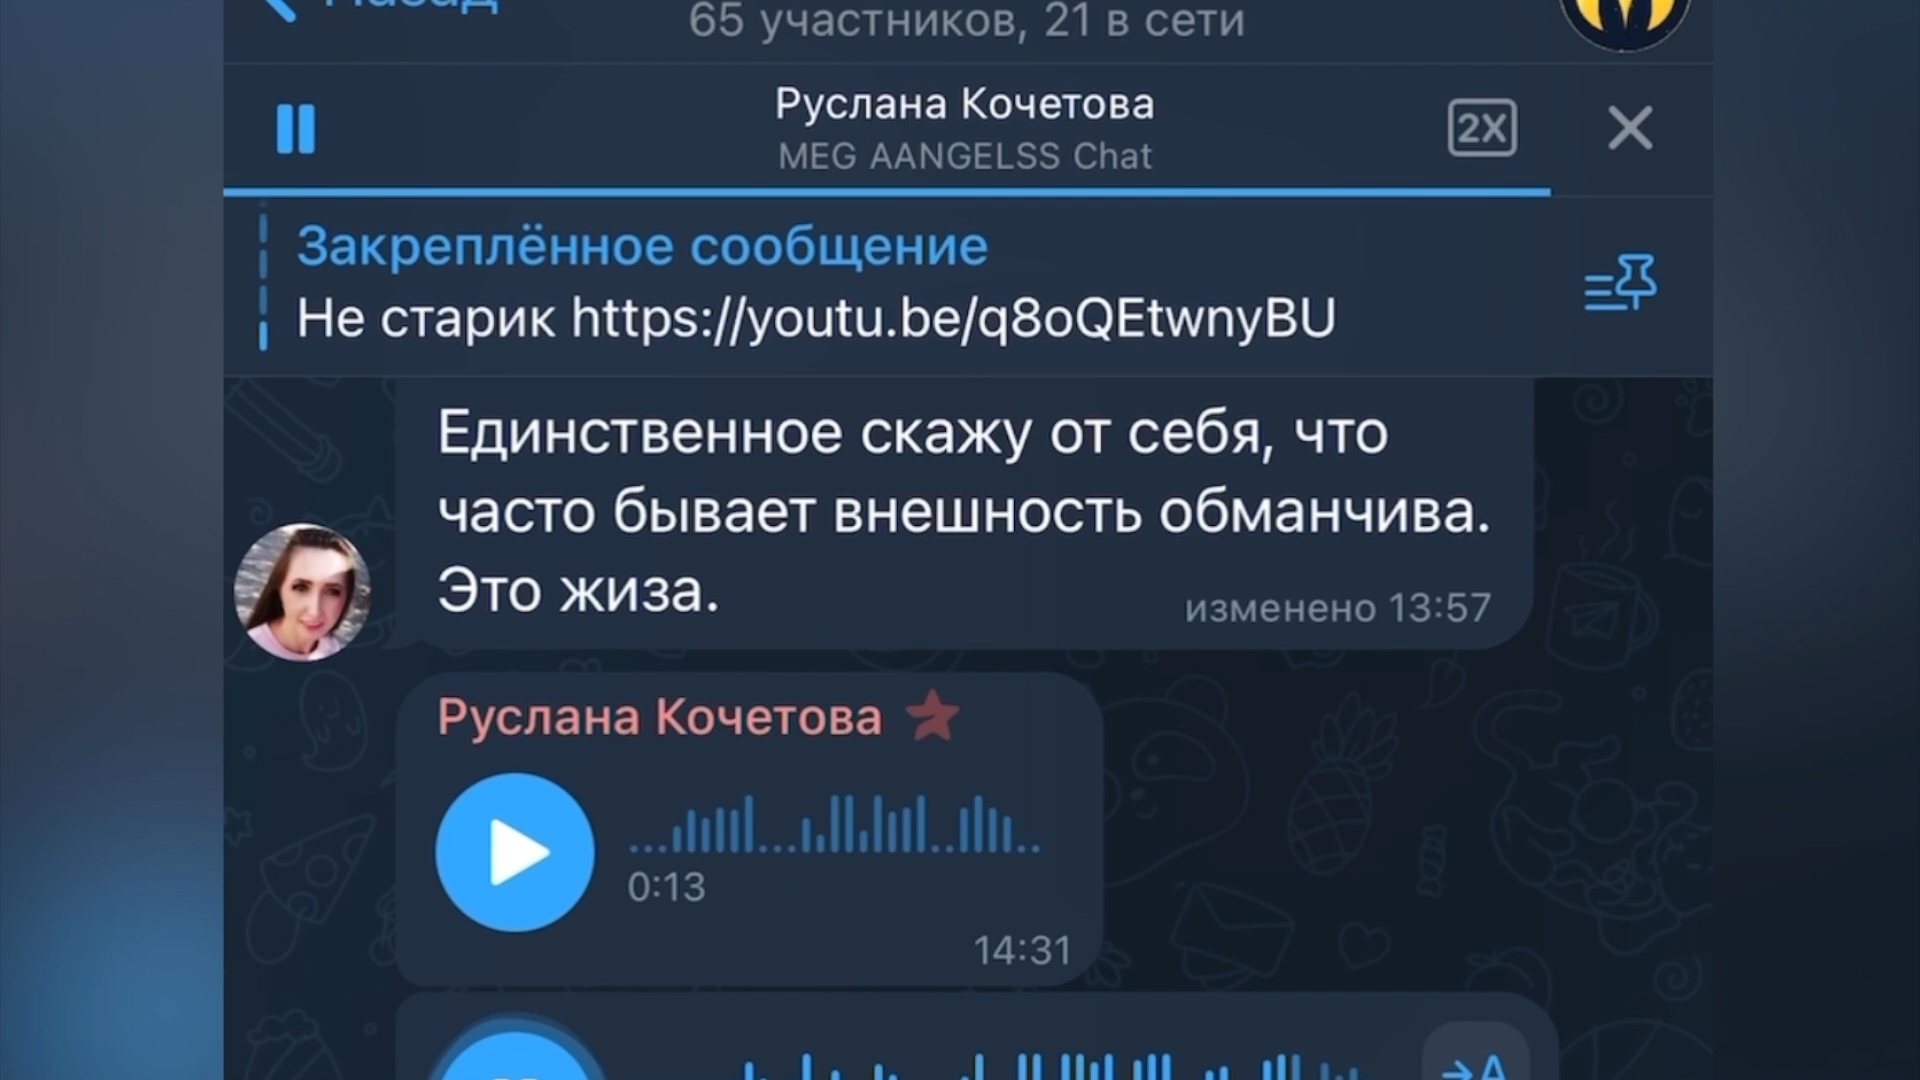 Назад
65 участников, 21 в сети
Руслана Кочетова
MEG AANGELSS Chat
2X
Закреплённое сообщение
Не старик https://youtu.be/q8oQEtwnyBU
Единственное скажу от себя, что
часто бывает внешность обманчива.
Это жиза.
изменено 13:57
Руслана Кочетова
0:13
14:31
→A